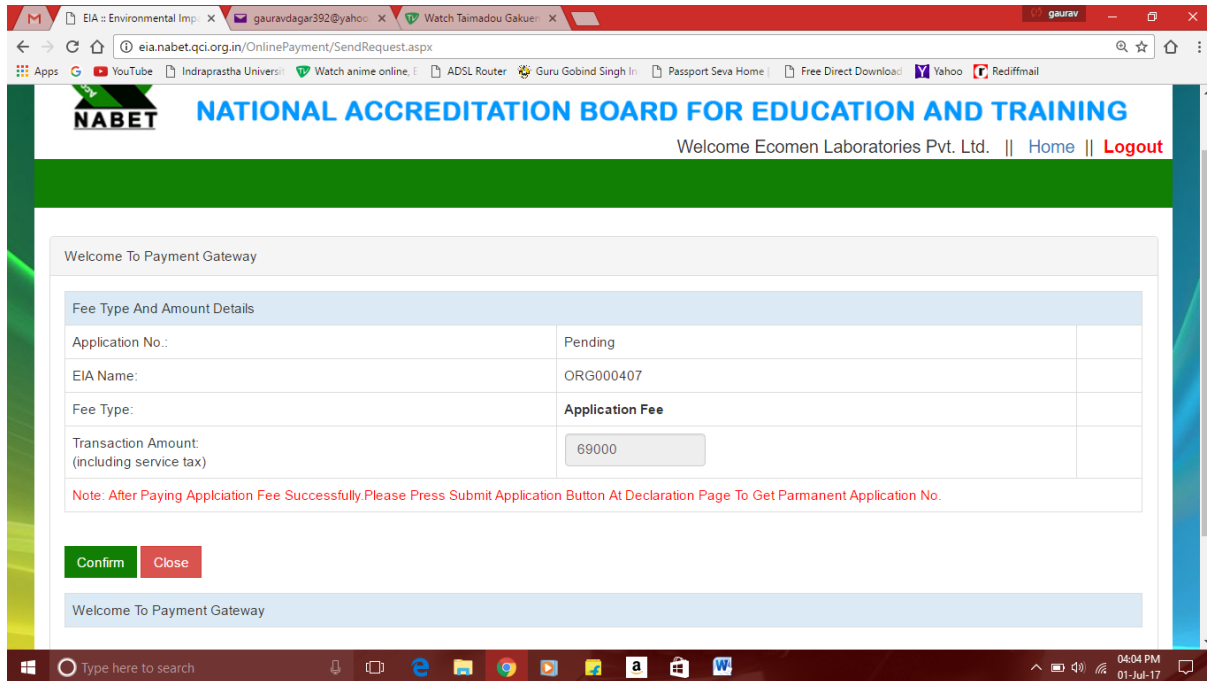 EIA :: Environmental Imp
gauravdagar392@yahoo
Watch Taimadou Gakuen
gaurav
eia.nabet.qci.org.in/OnlinePayment/SendRequest.aspx
Apps YouTube Indraprastha Universit Watch anime online, E ADSL Router Guru Gobind Singh In Passport Seva Home | Free Direct Download Yahoo Rediffmail
NABET
NATIONAL ACCREDITATION BOARD FOR EDUCATION AND TRAINING
Welcome Ecomen Laboratories Pvt. Ltd. || Home || Logout
Welcome To Payment Gateway
Fee Type And Amount Details
Application No.: Pending
EIA Name: ORG000407
Fee Type: Application Fee
Transaction Amount:
(including service tax)
69000
Note: After Paying Applciation Fee Successfully.Please Press Submit Application Button At Declaration Page To Get Parmanent Application No.
Confirm Close
Welcome To Payment Gateway
Type here to search
04:04 PM
01-Jul-17